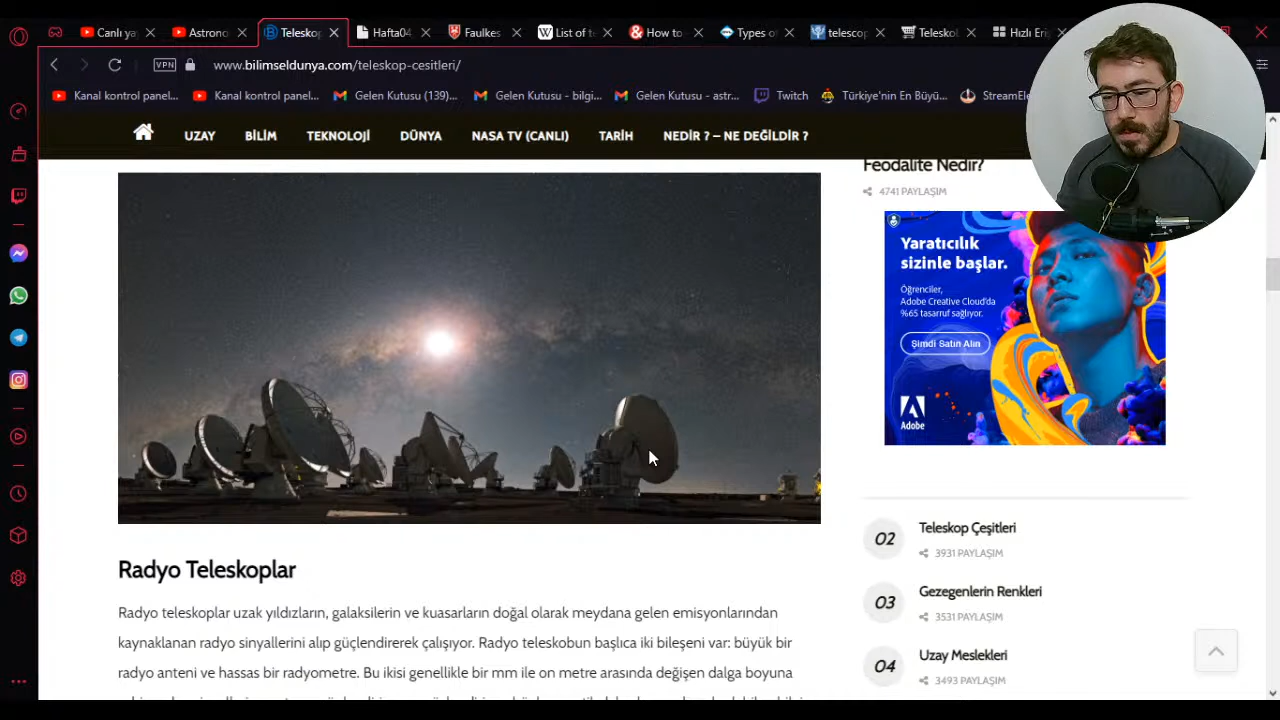 Canlı ya
Astrono
Teleskop
Hafta04
Faulkes
List of t
How to
Types o
telescop
Teleskol
Hızlı Eri
VPN
www.bilimseldunya.com/teleskop-cesitleri/
Kanal kontrol panel...
Kanal kontrol panel...
Gelen Kutusu (139)...
Gelen Kutusu - bilgi...
Gelen Kutusu - astr...
Twitch
Türkiye'nin En Büyü...
StreamEle
UZAY
BİLİM
TEKNOLOJİ
DÜNYA
NASA TV (CANLI)
TARİH
NEDİR ? – NE DEĞİLDİR ?
Feodalite Nedir?
4741 PAYLAŞIM
Yaratıcılık
sizinle başlar.
Öğrenciler,
Adobe Creative Cloud'da
%65 tasarruf sağlıyor.
Şimdi Satın Alın
Adobe
Radyo Teleskoplar
Radyo teleskoplar uzak yıldızların, galaksilerin ve kuasarların doğal olarak meydana gelen emisyonlarından
kaynaklanan radyo sinyallerini alıp güçlendirerek çalışıyor. Radyo teleskobun başlıca iki bileşeni var: büyük bir
radyo anteni ve hassas bir radyometre. Bu ikisi genellikle bir mm ile on metre arasında değişen dalga boyuna
02
Teleskop Çeşitleri
3931 PAYLAŞIM
03
Gezegenlerin Renkleri
3531 PAYLAŞIM
04
Uzay Meslekleri
3493 PAYLAŞIM